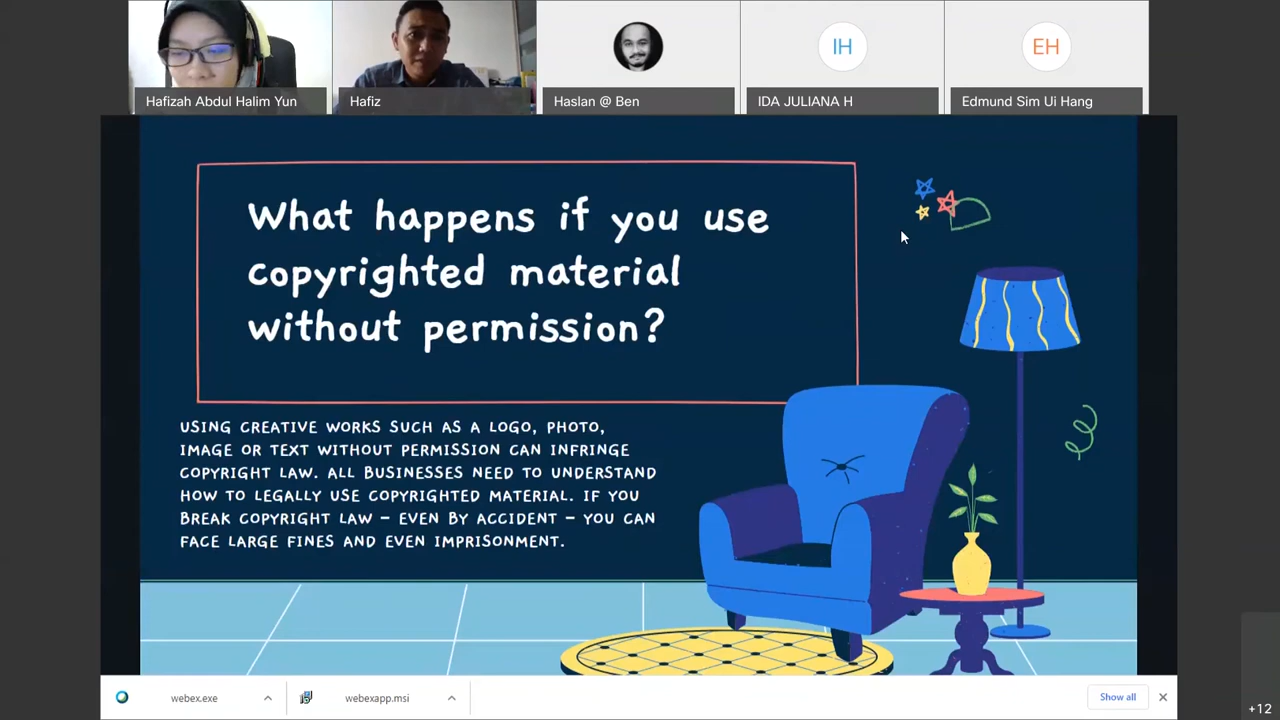 IH
EH
Hafizah Abdul Halim Yun
Hafiz
Haslan @ Ben
IDA JULIANA H
Edmund Sim Ui Hang
What happens if you use
copyrighted material
without permission?
USING CREATIVE WORKS SUCH AS A LOGO, PHOTO,
IMAGE OR TEXT WITHOUT PERMISSION CAN INFRINGE
COPYRIGHT LAW. ALL BUSINESSES NEED TO UNDERSTAND
HOW TO LEGALLY USE COPYRIGHTED MATERIAL. IF YOU
BREAK COPYRIGHT LAW – EVEN BY ACCIDENT – YOU CAN
FACE LARGE FINES AND EVEN IMPRISONMENT.
webex.exe
webexapp.msi
Show all
+12